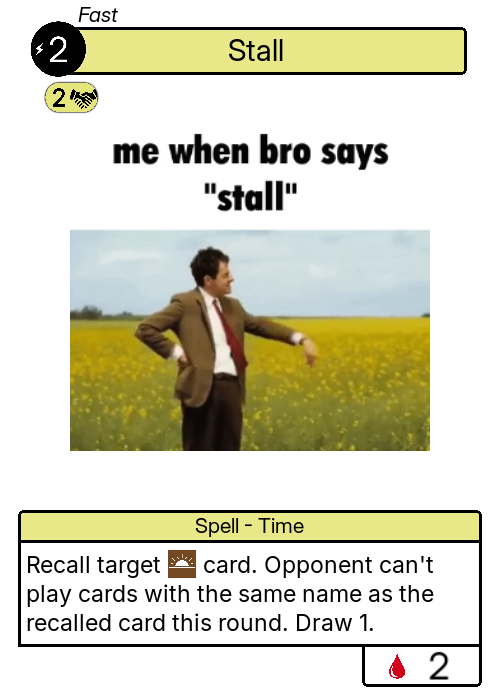 Fast
2
Stall
2
me when bro says
"stall"
Spell - Time
Recall target card. Opponent can't
play cards with the same name as the
recalled card this round. Draw 1.
2